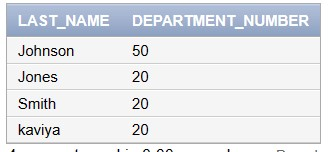 LAST_NAME DEPARTMENT_NUMBER
Johnson 50
Jones 20
Smith 20
kaviya 20